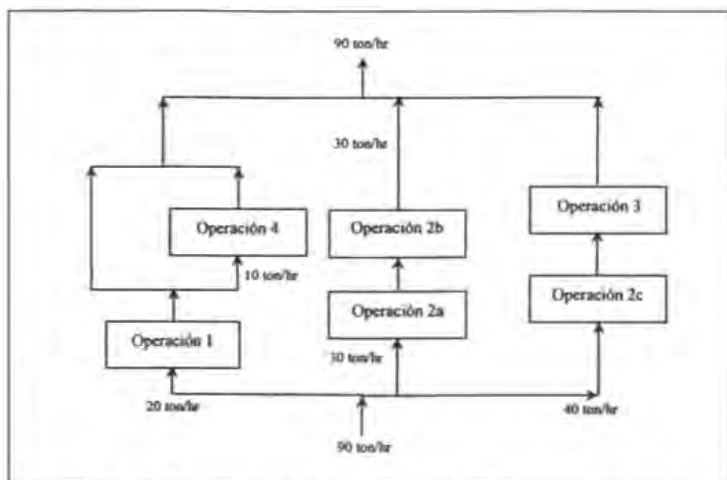 90 ton/hr
30 ton/hr
Operación 4
Operación 2b
Operación 3
10 ton/hr
Operación 2c
Operación 2a
Operación 1
30 ton/hr
20 ton/hr
40 ton/hr
90 ton/hr